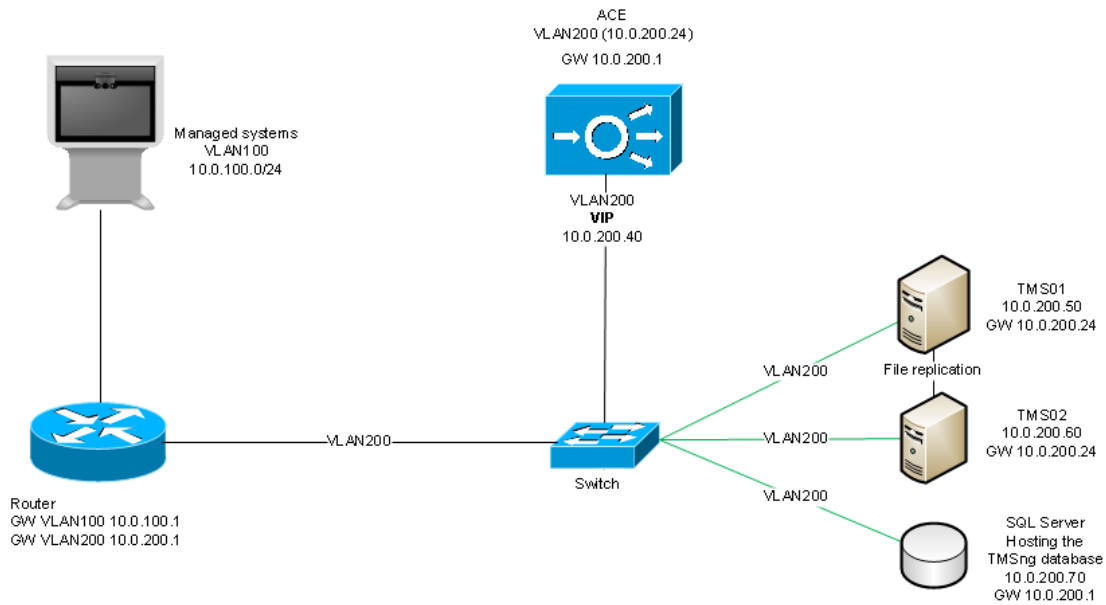 ACE
VLAN200 (10.0.200.24)
GW 10.0.200.1
Managed systems
VLAN100
10.0.100.0/24
VLAN200
VIP
10.0.200.40
TMS01
10.0.200.50
GW 10.0.200.24
VLAN200
File replication
TMS02
10.0.200.60
GW 10.0.200.24
VLAN200
VLAN200
Switch
VLAN200
Router
GW VLAN100 10.0.100.1
GW VLAN200 10.0.200.1
SQL Server
Hosting the
TMSng database
10.0.200.70
GW 10.0.200.1